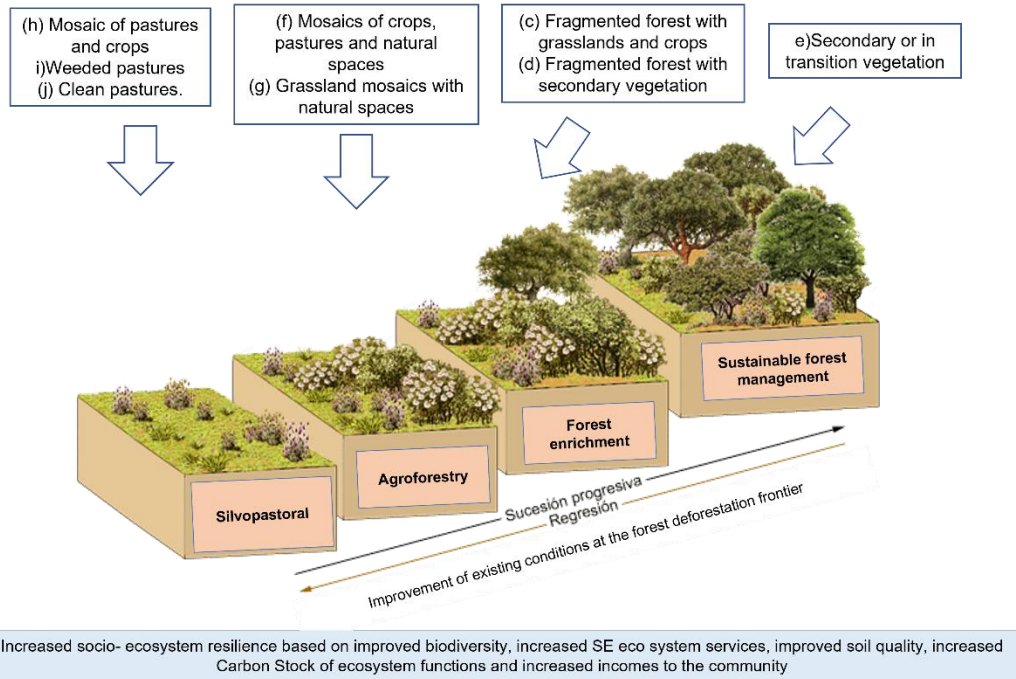 (h) Mosaic of pastures
and crops
i)Weeded pastures
(j) Clean pastures.
(f) Mosaics of crops,
pastures and natural
spaces
(g) Grassland mosaics with
natural spaces
(c) Fragmented forest with
grasslands and crops
(d) Fragmented forest with
secondary vegetation
e)Secondary or in
transition vegetation
Silvopastoral
Agroforestry
Forest
enrichment
Sustainable forest
management
Sucesión progresiva
Regresión
Improvement of existing conditions at the forest deforestation frontier
Increased socio- ecosystem resilience based on improved biodiversity, increased SE eco system services, improved soil quality, increased
Carbon Stock of ecosystem functions and increased incomes to the community